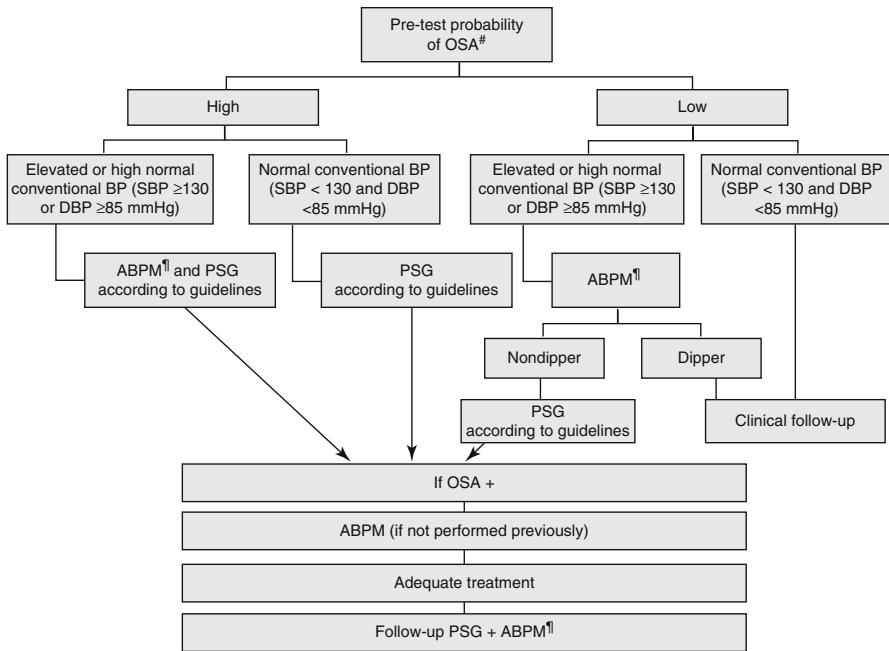 Pre-test probability
of OSA#
High
Low
Elevated or high normal
conventional BP (SBP ≥130
or DBP ≥85 mmHg)
Normal conventional BP
(SBP < 130 and DBP
<85 mmHg)
Elevated or high normal
conventional BP (SBP ≥130
or DBP ≥85 mmHg)
Normal conventional BP
(SBP < 130 and DBP
<85 mmHg)
ABPM¶ and PSG
according to guidelines
PSG
according to guidelines
ABPM¶
Nondipper
Dipper
PSG
according to guidelines
Clinical follow-up
If OSA +
ABPM (if not performed previously)
Adequate treatment
Follow-up PSG + ABPM¶